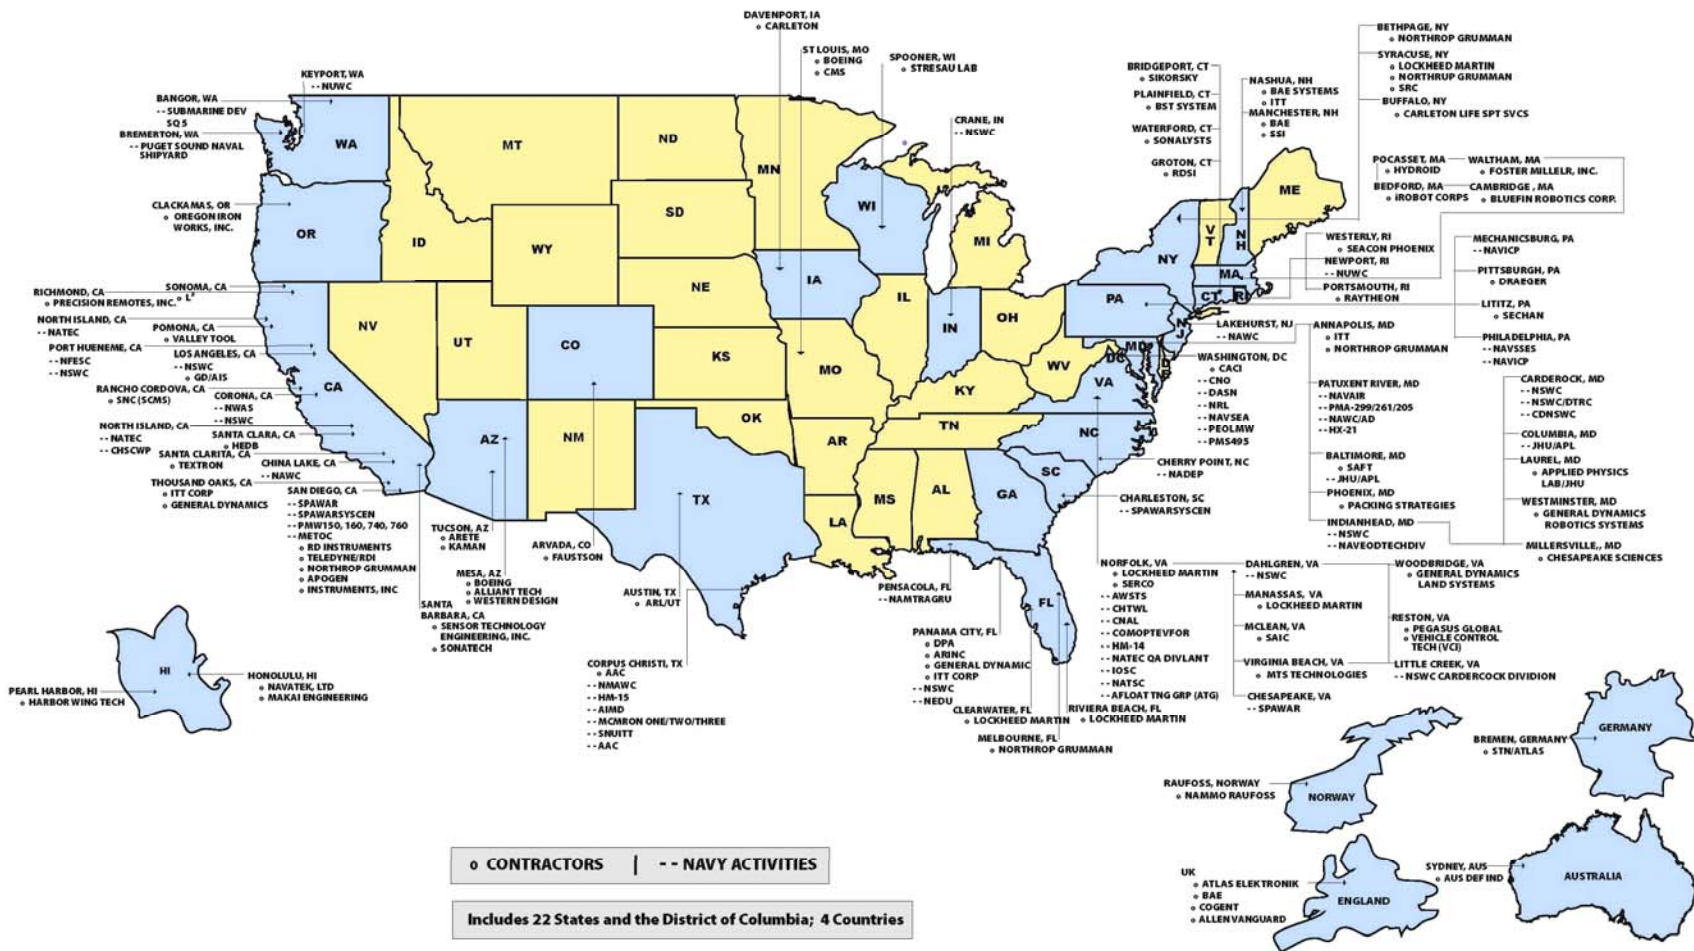 DAVENPORT, IA
o CARLETON
ST LOUIS, MO
o BOEING
o CMS
SPOONER, WI
o STRESAU LAB
CRANE, IN
-- NSWC
KEYPORT, WA
-- NUWC
BANGOR, WA
-- SUBMARINE DEV
SQ 5
BREMERTON, WA
-- PUGET SOUND NAVAL
SHIPYARD
CLACKAMAS, OR
o OREGON IRON
WORKS, INC.
SONOMA, CA
o L³
RICHMOND, CA
o PRECISION REMOTES, INC.
NORTH ISLAND, CA
-- NATEC
POMONA, CA
o VALLEY TOOL
PORT HUENEME, CA
-- NFESC
-- NSWC
LOS ANGELES, CA
-- NSWC
o GD/AIS
RANCHO CORDOVA, CA
o SNC (SCMS)
CORONA, CA
-- NWAS
-- NSWC
NORTH ISLAND, CA
-- NATEC
-- CHSCWP
SANTA CLARA, CA
o HEDB
SANTA CLARITA, CA
o TEXTRON
CHINA LAKE, CA
-- NAWC
THOUSAND OAKS, CA
o ITT CORP
o GENERAL DYNAMICS
SAN DIEGO, CA
-- SPAWAR
-- SPAWARSYSCEN
-- PMW150, 160, 740, 760
-- METOC
o RD INSTRUMENTS
o TELEDYNE/RDI
o NORTHROP GRUMMAN
o APOGEN
o INSTRUMENTS, INC
SANTA
BARBARA, CA
o SENSOR TECHNOLOGY
ENGINEERING, INC.
o SONATECH
TUCSON, AZ
o ARETE
o KAMAN
MESA, AZ
o BOEING
o ALLIANT TECH
o WESTERN DESIGN
ARVADA, CO
o FAUSTSON
AUSTIN, TX
o ARL/UT
CORPUS CHRISTI, TX
o AAC
-- NMAWC
-- HM-15
-- AIMD
-- MCMRON ONE/TWO/THREE
-- SNUITT
-- AAC
PENSACOLA, FL
-- NAMTRAGRU
PANAMA CITY, FL
o DPA
o ARINC
o GENERAL DYNAMIC
o ITT CORP
-- NSWC
-- NEDU
CLEARWATER, FL
o LOCKHEED MARTIN
MELBOURNE, FL
o NORTHROP GRUMMAN
RIVIERA BEACH, FL
o LOCKHEED MARTIN
BRIDGEPORT, CT
o SIKORSKY
PLAINFIELD, CT
o BST SYSTEM
WATERFORD, CT
o SONALYSTS
GROTON, CT
o RDSI
NASHUA, NH
o BAE SYSTEMS
o ITT
MANCHESTER, NH
o BAE
o SSI
BETHPAGE, NY
o NORTHROP GRUMMAN
SYRACUSE, NY
o LOCKHEED MARTIN
o NORTHRUP GRUMMAN
o SRC
BUFFALO, NY
o CARLETON LIFE SPT SVCS
POCASSET, MA
o HYDROID
WALTHAM, MA
o FOSTER MILLELR, INC.
BEDFORD, MA
o iROBOT CORPS
CAMBRIDGE , MA
o BLUEFIN ROBOTICS CORP.
WESTERLY, RI
o SEACON PHOENIX
NEWPORT, RI
-- NUWC
PORTSMOUTH, RI
o RAYTHEON
MECHANICSBURG, PA
-- NAVICP
PITTSBURGH, PA
o DRAEGER
LITITZ, PA
o SECHAN
PHILADELPHIA, PA
-- NAVSSES
-- NAVICP
LAKEHURST, NJ
-- NAWC
ANNAPOLIS, MD
o ITT
o NORTHROP GRUMMAN
WASHINGTON, DC
o CACI
-- CNO
-- DASN
-- NRL
-- NAVSEA
-- PEOLMW
-- PMS495
PATUXENT RIVER, MD
-- NAVAIR
-- PMA-299/261/205
-- NAWC/AD
-- HX-21
BALTIMORE, MD
o SAFT
-- JHU/APL
PHOENIX, MD
o PACKING STRATEGIES
INDIANHEAD, MD
-- NSWC
-- NAVEODTECHDIV
CARDEROCK, MD
-- NSWC
-- NSWC/DTRC
-- CDNSWC
COLUMBIA, MD
-- JHU/APL
LAUREL, MD
o APPLIED PHYSICS
LAB/JHU
WESTMINSTER, MD
o GENERAL DYNAMICS
ROBOTICS SYSTEMS
MILLERSVILLE,, MD
o CHESAPEAKE SCIENCES
CHERRY POINT, NC
-- NADEP
CHARLESTON, SC
-- SPAWARSYSCEN
NORFOLK, VA
o LOCKHEED MARTIN
o SERCO
-- AWSTS
-- CHTWL
-- CNAL
-- COMOPTEVFOR
-- HM-14
-- NATEC QA DIVLANT
-- IOSC
-- NATSC
-- AFLOAT TNG GRP (ATG)
DAHLGREN, VA
-- NSWC
MANASSAS, VA
o LOCKHEED MARTIN
MCLEAN, VA
o SAIC
VIRGINIA BEACH, VA
o MTS TECHNOLOGIES
CHESAPEAKE, VA
-- SPAWAR
WOODBRIDGE, VA
o GENERAL DYNAMICS
LAND SYSTEMS
RESTON, VA
o PEGASUS GLOBAL
o VEHICLE CONTROL
TECH (VCI)
LITTLE CREEK, VA
-- NSWC CARDERCOCK DIVIDION
WA
OR
CA
ID
NV
MT
WY
UT
AZ
CO
NM
ND
SD
NE
KS
OK
TX
MN
IA
MO
AR
LA
WI
IL
MI
IN
OH
KY
TN
MS
AL
GA
FL
SC
NC
VA
WV
PA
NY
VT
NH
ME
MA
CT
RI
NJ
DE
MD
DC
HI
PEARL HARBOR, HI
o HARBOR WING TECH
HONOLULU, HI
o NAVATEK, LTD
o MAKAI ENGINEERING
BREMEN, GERMANY
o STN/ATLAS
GERMANY
RAUFOSS, NORWAY
o NAMMO RAUFOSS
NORWAY
UK
o ATLAS ELEKTRONIK
o BAE
o COGENT
o ALLEN VANGUARD
ENGLAND
SYDNEY, AUS
o AUS DEF IND
AUSTRALIA
o CONTRACTORS | -- NAVY ACTIVITIES
Includes 22 States and the District of Columbia; 4 Countries